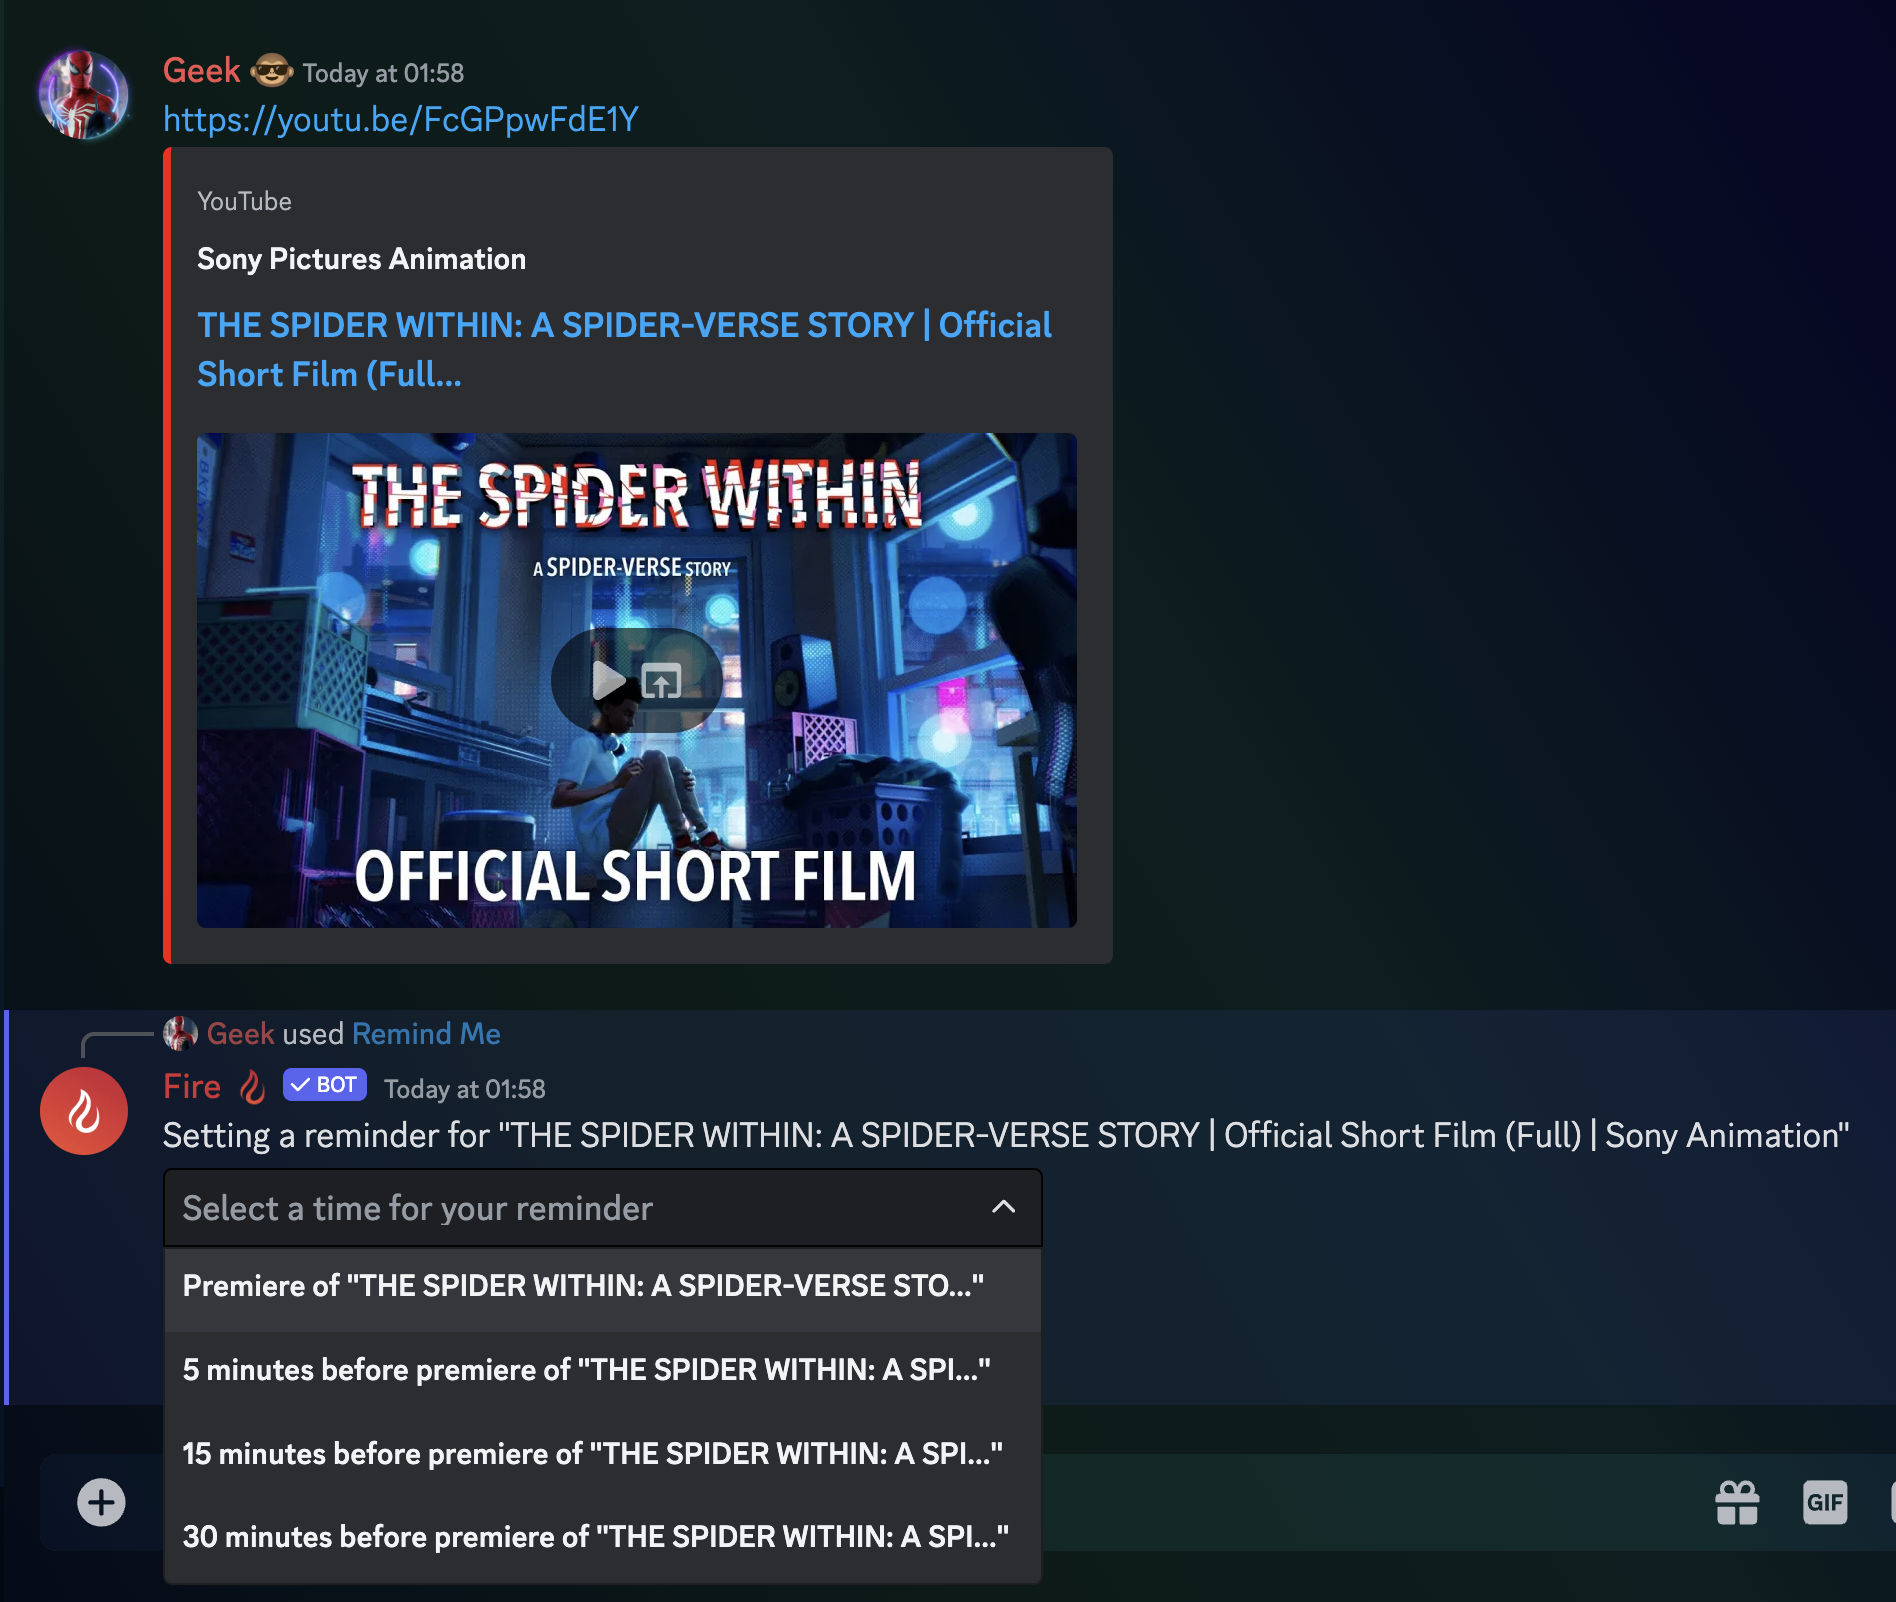 Geek Today at 01:58
https://youtu.be/FcGPpwFdE1Y
YouTube
Sony Pictures Animation
THE SPIDER WITHIN: A SPIDER-VERSE STORY | Official
Short Film (Full...
THE SPIDER WITHIN
A SPIDER-VERSE STORY
OFFICIAL SHORT FILM
Geek used Remind Me
Fire BOT Today at 01:58
Setting a reminder for "THE SPIDER WITHIN: A SPIDER-VERSE STORY | Official Short Film (Full) | Sony Animation"
Select a time for your reminder
Premiere of "THE SPIDER WITHIN: A SPIDER-VERSE STO..."
5 minutes before premiere of "THE SPIDER WITHIN: A SPI..."
15 minutes before premiere of "THE SPIDER WITHIN: A SPI..."
30 minutes before premiere of "THE SPIDER WITHIN: A SPI..."
GIF